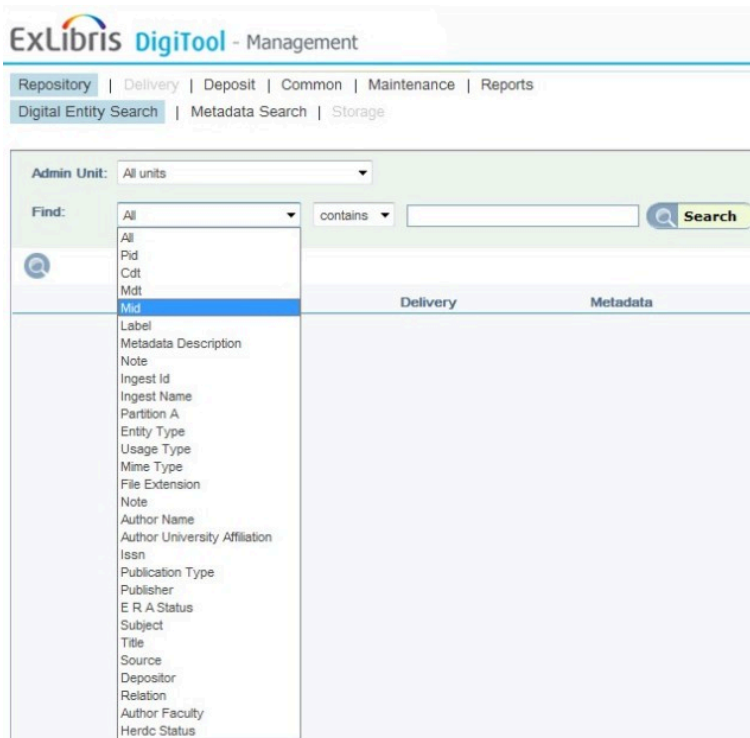 ExLibris DigiTool - Management
Repository | Delivery | Deposit | Common | Maintenance | Reports
Digital Entity Search | Metadata Search | Storage
Admin Unit: All units
Find: All contains Search
All
Pid
Cdt
Mdt
Mid
Delivery Metadata
Label
Metadata Description
Note
Ingest Id
Ingest Name
Partition A
Entity Type
Usage Type
Mime Type
File Extension
Note
Author Name
Author University Affiliation
Issn
Publication Type
Publisher
E R A Status
Subject
Title
Source
Depositor
Relation
Author Faculty
Herdc Status